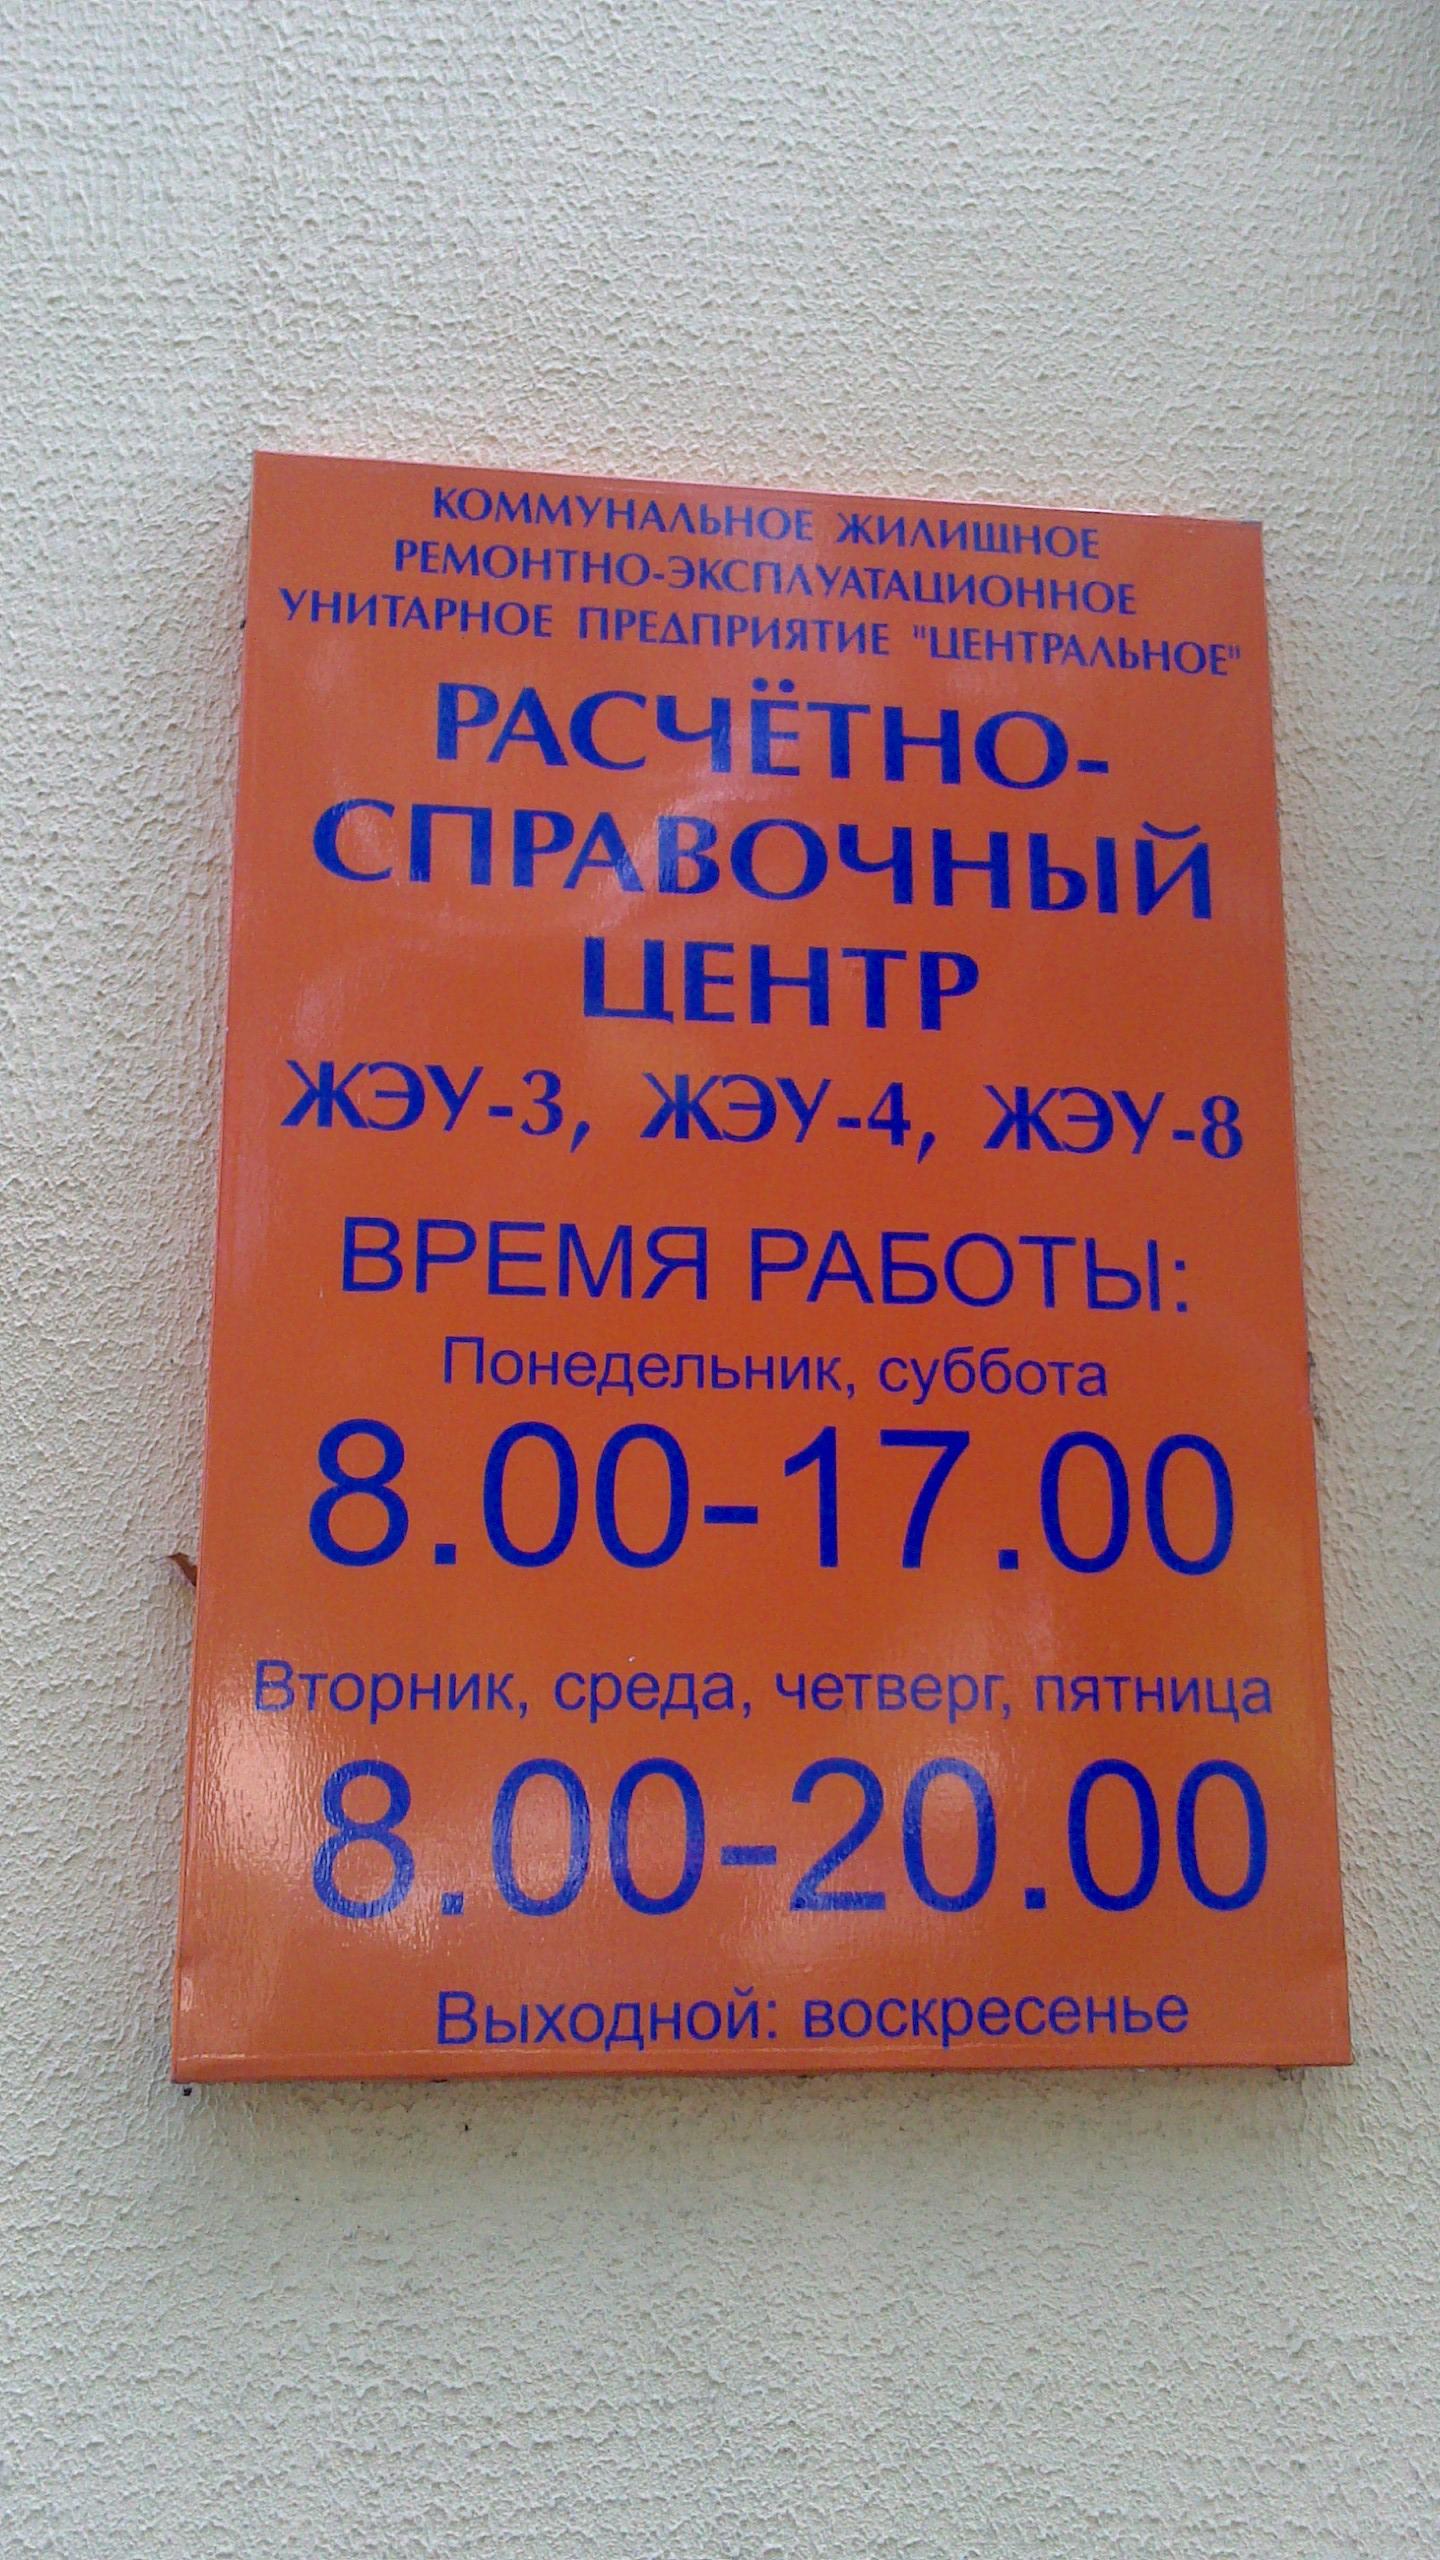 КОММУНАЛЬНОЕ ЖИЛИЩНОЕ
РЕМОНТНО-ЭКСПЛУАТАЦИОННОЕ
УНИТАРНОЕ ПРЕДПРИЯТИЕ "ЦЕНТРАЛЬНОЕ"
РАСЧЁТНО-
СПРАВОЧНЫЙ
ЦЕНТР
ЖЭУ-3, ЖЭУ-4, ЖЭУ-8
ВРЕМЯ РАБОТЫ:
Понедельник, суббота
8.00-17.00
Вторник, среда, четверг, пятница
8.00-20.00
Выходной: воскресенье